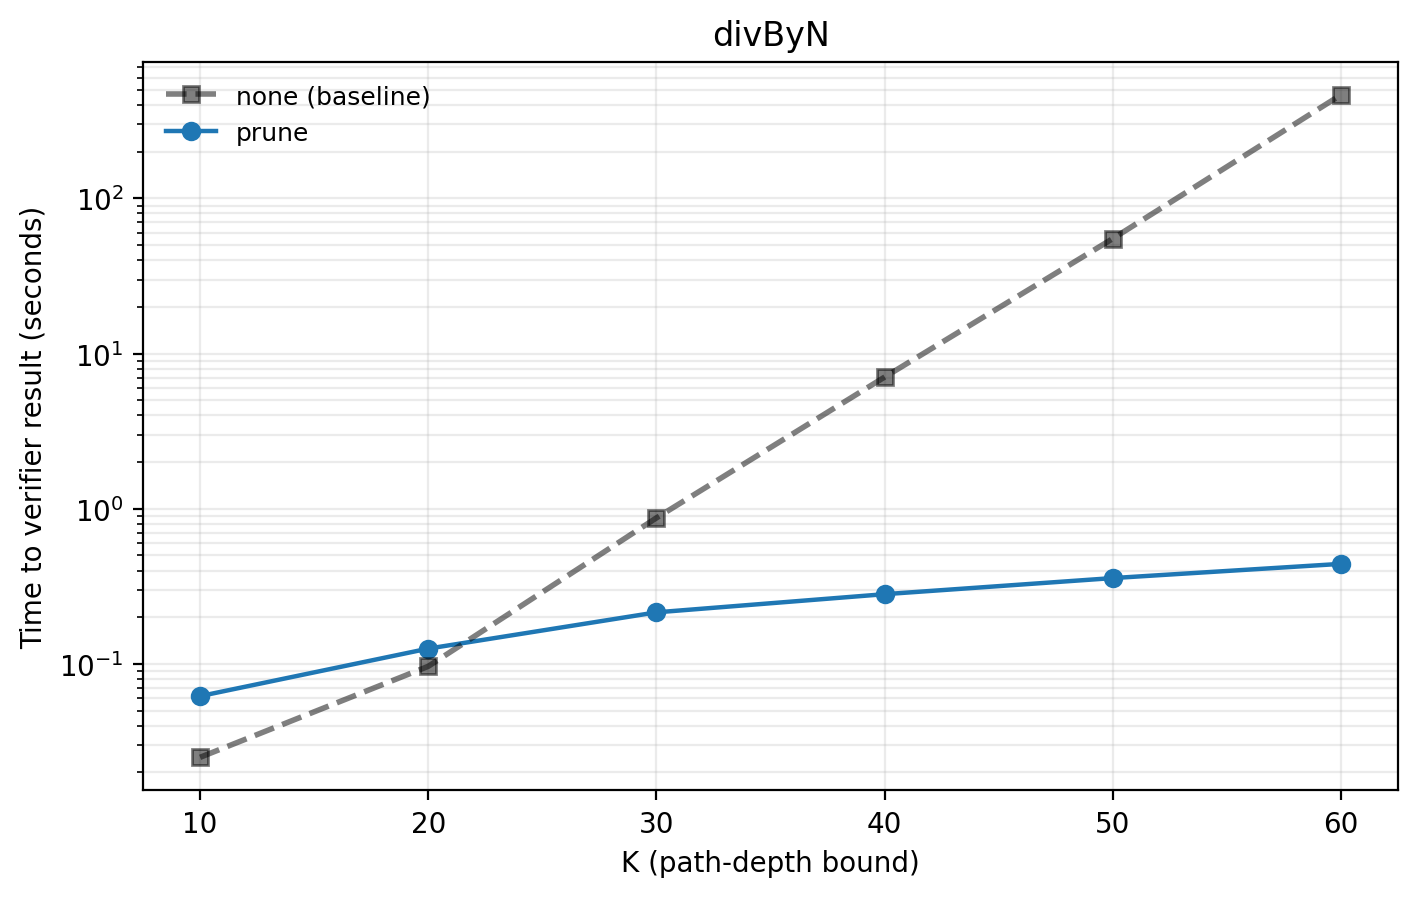 divByN
none (baseline)
prune
Time to verifier result (seconds)
10²
10¹
10⁰
10⁻¹
10 20 30 40 50 60
K (path-depth bound)